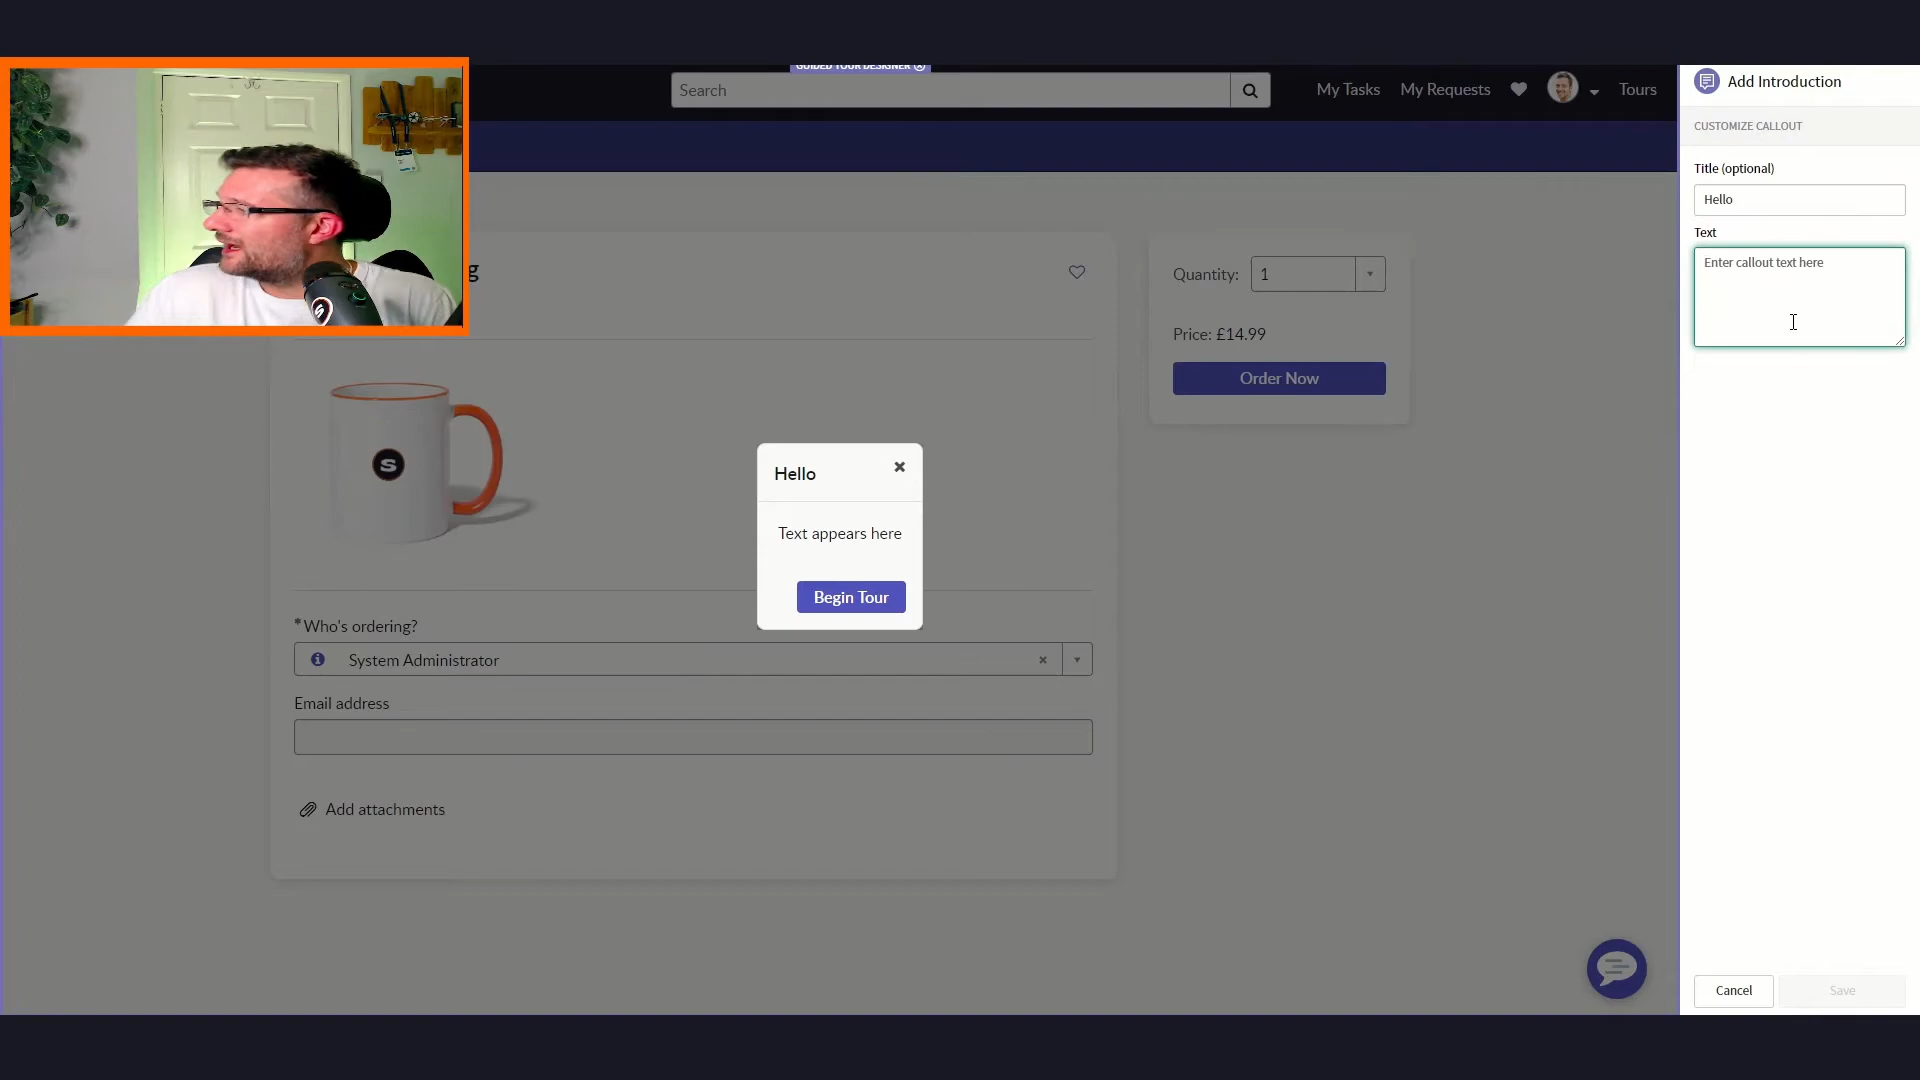 GUIDED TOUR DESIGNER
Search
My Tasks
My Requests
Tours
g
Quantity: 1
Price: £14.99
Order Now
S
Hello
Text appears here
Begin Tour
*Who's ordering?
System Administrator
Email address
Add attachments
Add Introduction
CUSTOMIZE CALLOUT
Title (optional)
Hello
Text
Enter callout text here
Cancel
Save